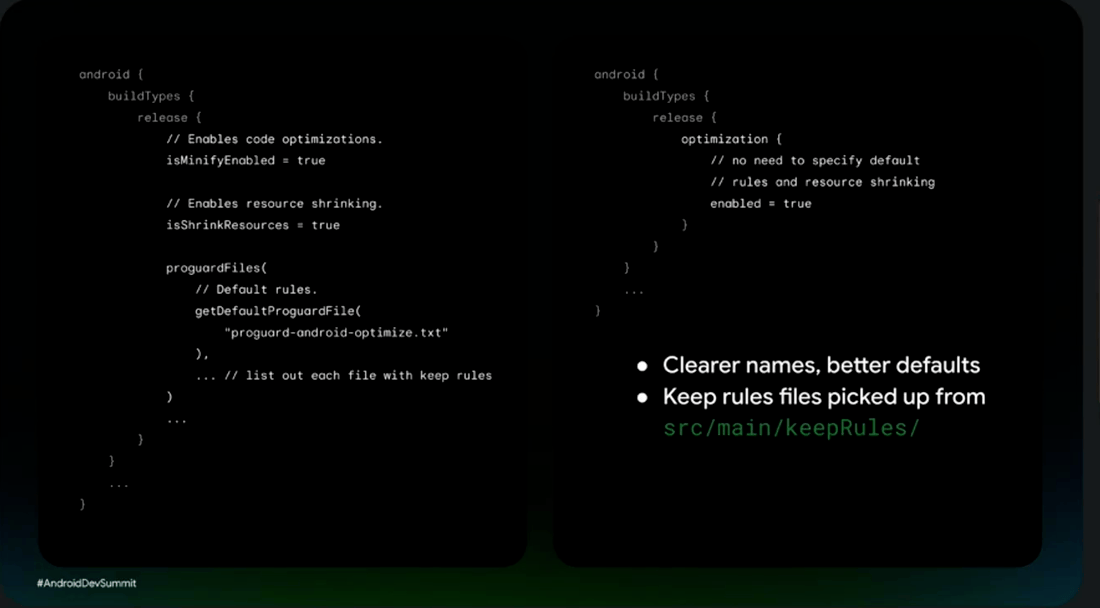 android {
buildTypes {
release {
// Enables code optimizations.
isMinifyEnabled = true
// Enables resource shrinking.
isShrinkResources = true
proguardFiles(
// Default rules.
getDefaultProguardFile(
"proguard-android-optimize.txt"
),
... // list out each file with keep rules
)
...
}
}
...
}
android {
buildTypes {
release {
optimization {
// no need to specify default
// rules and resource shrinking
enabled = true
}
}
}
...
}
● Clearer names, better defaults
● Keep rules files picked up from
src/main/keepRules/
#AndroidDevSummit